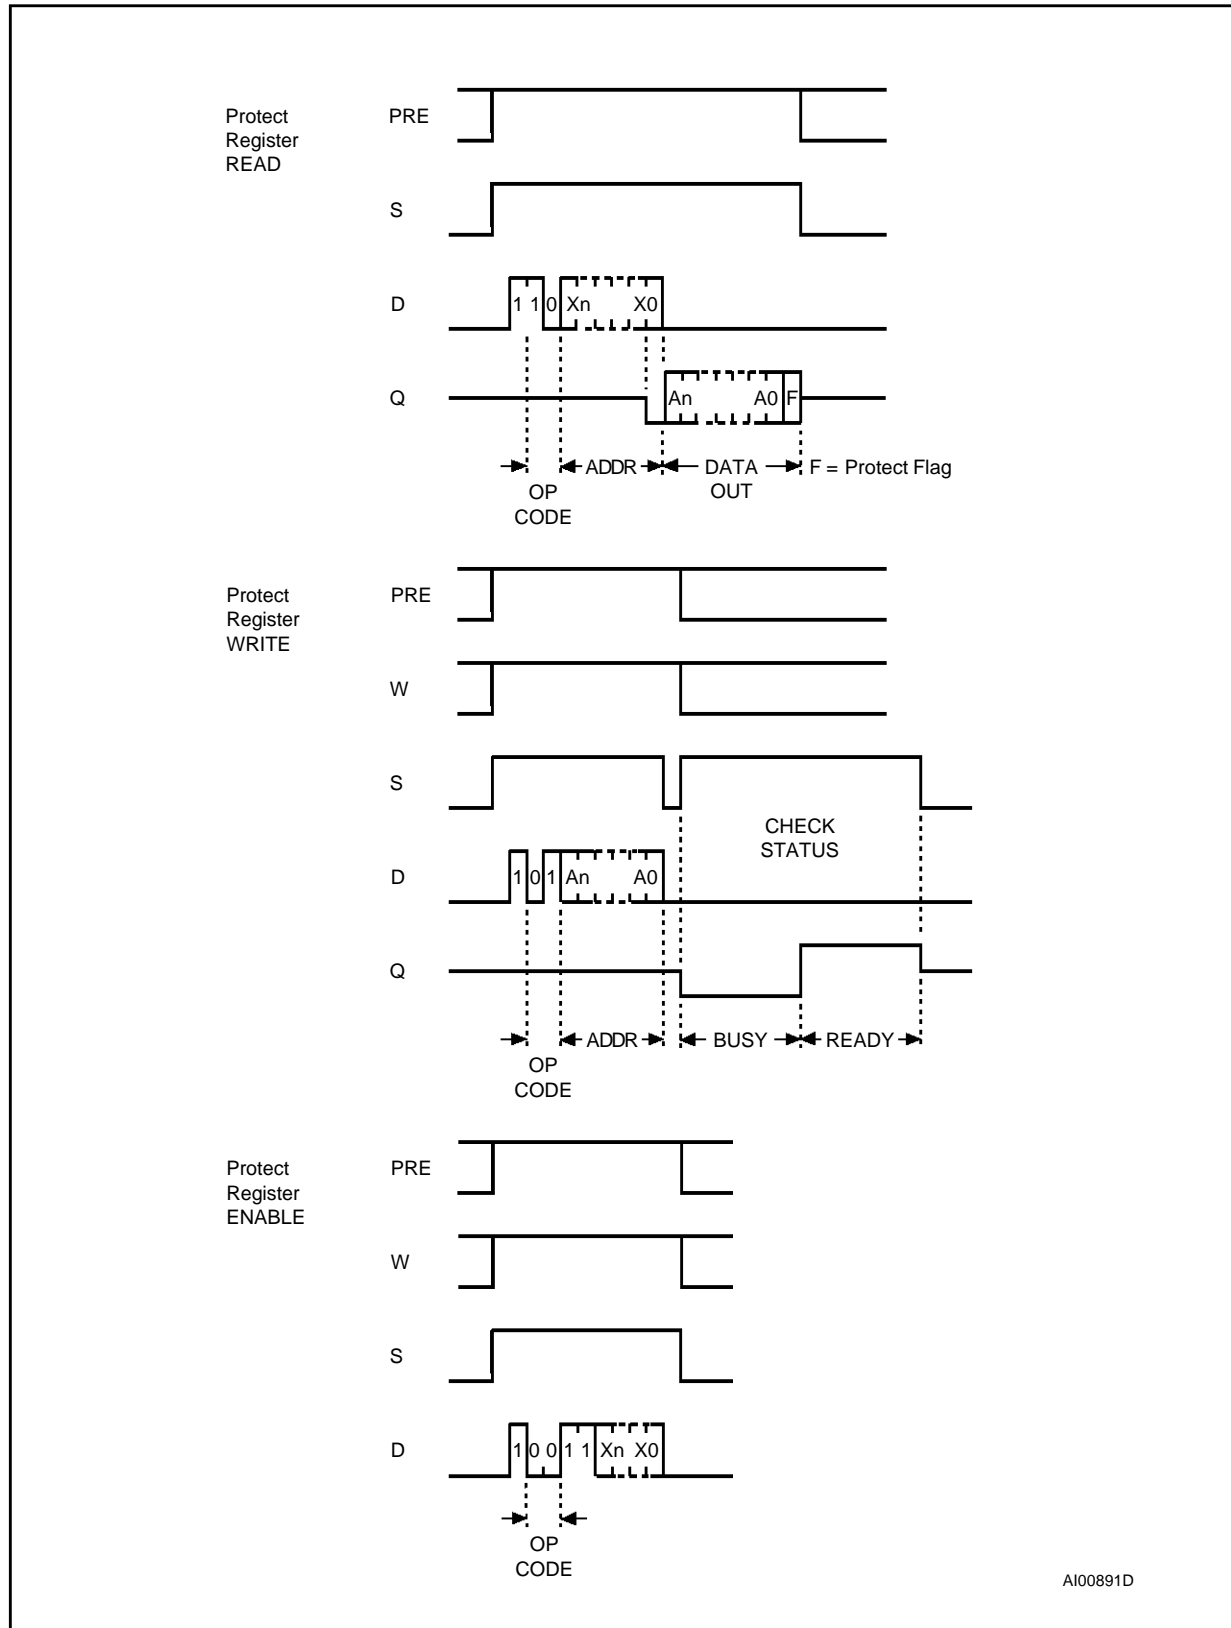 Protect
Register
READ
PRE
S
D
1 1 0 Xn X0
Q
An A0 F
ADDR
DATA
OUT
F = Protect Flag
OP
CODE
Protect
Register
WRITE
PRE
W
S
CHECK
STATUS
D
1 0 1 An A0
Q
ADDR
BUSY
READY
OP
CODE
Protect
Register
ENABLE
PRE
W
S
D
1 0 0 1 1 Xn X0
OP
CODE
AI00891D